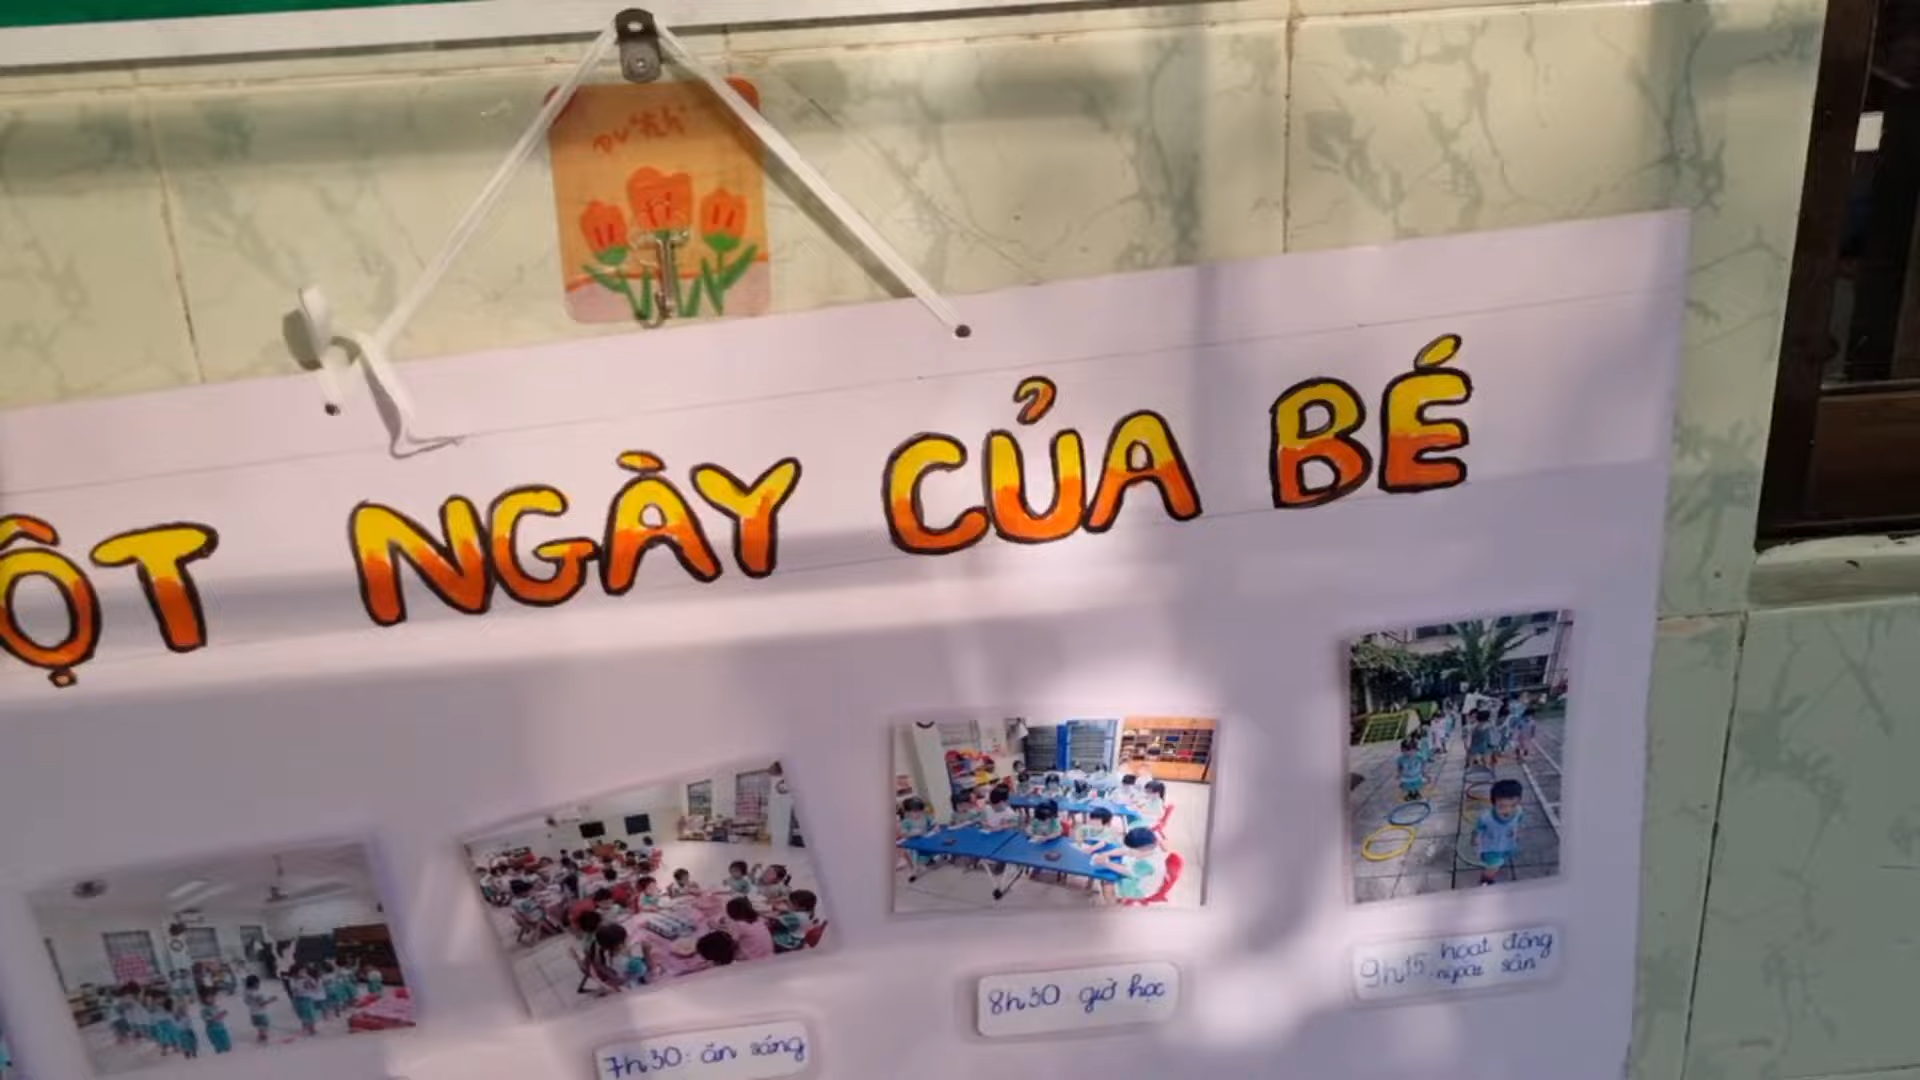 ỘT NGÀY CỦA BÉ
7h30: ăn sáng
8h30 giờ học
9h15: hoạt động
ngoài sân